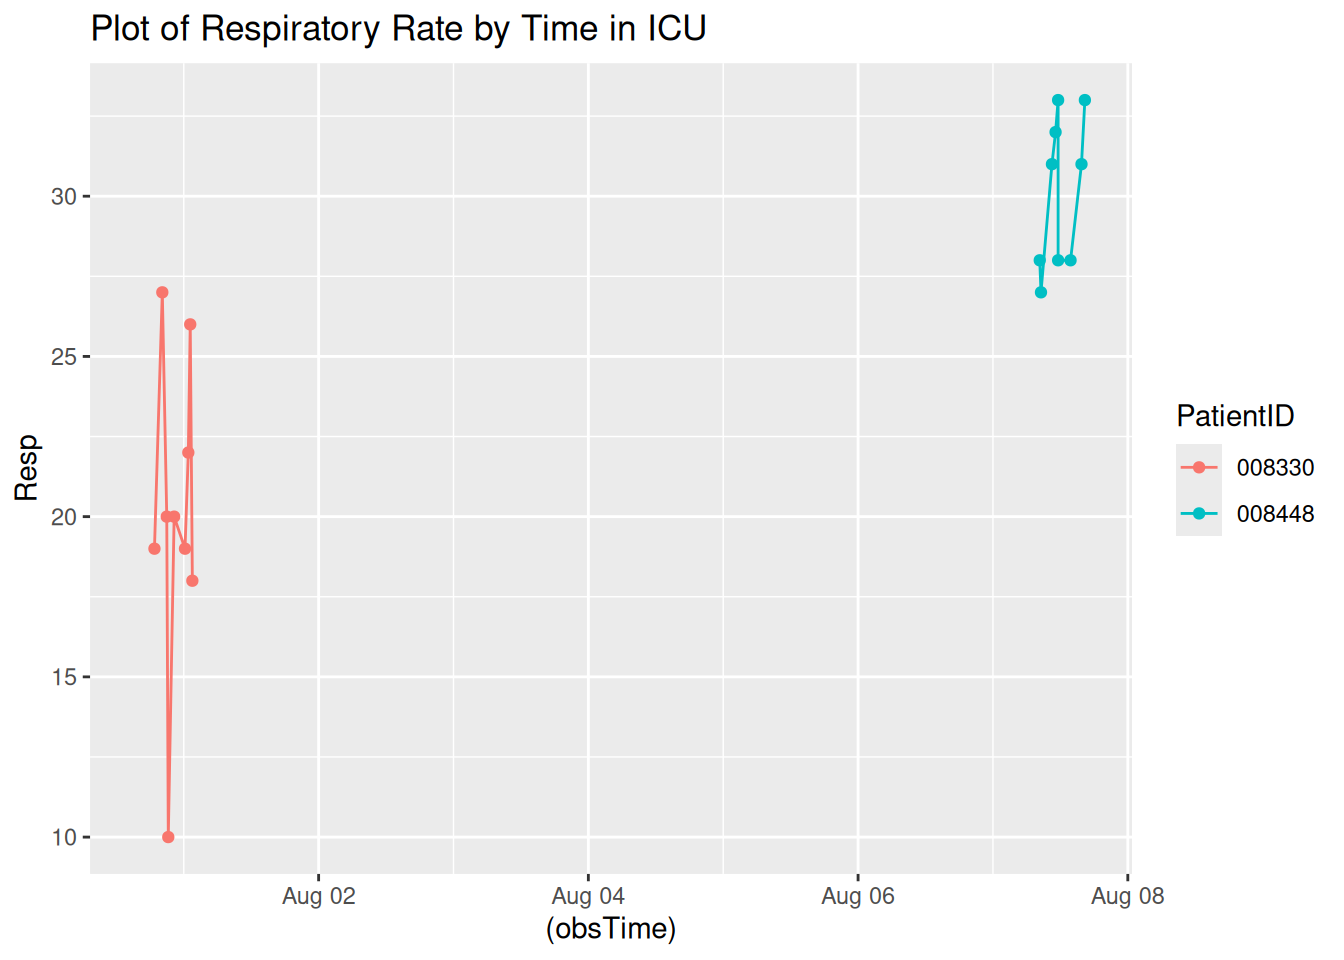 Plot of Respiratory Rate by Time in ICU
Resp
30
25
20
15
10
Aug 02
Aug 04
Aug 06
Aug 08
(obsTime)
PatientID
008330
008448